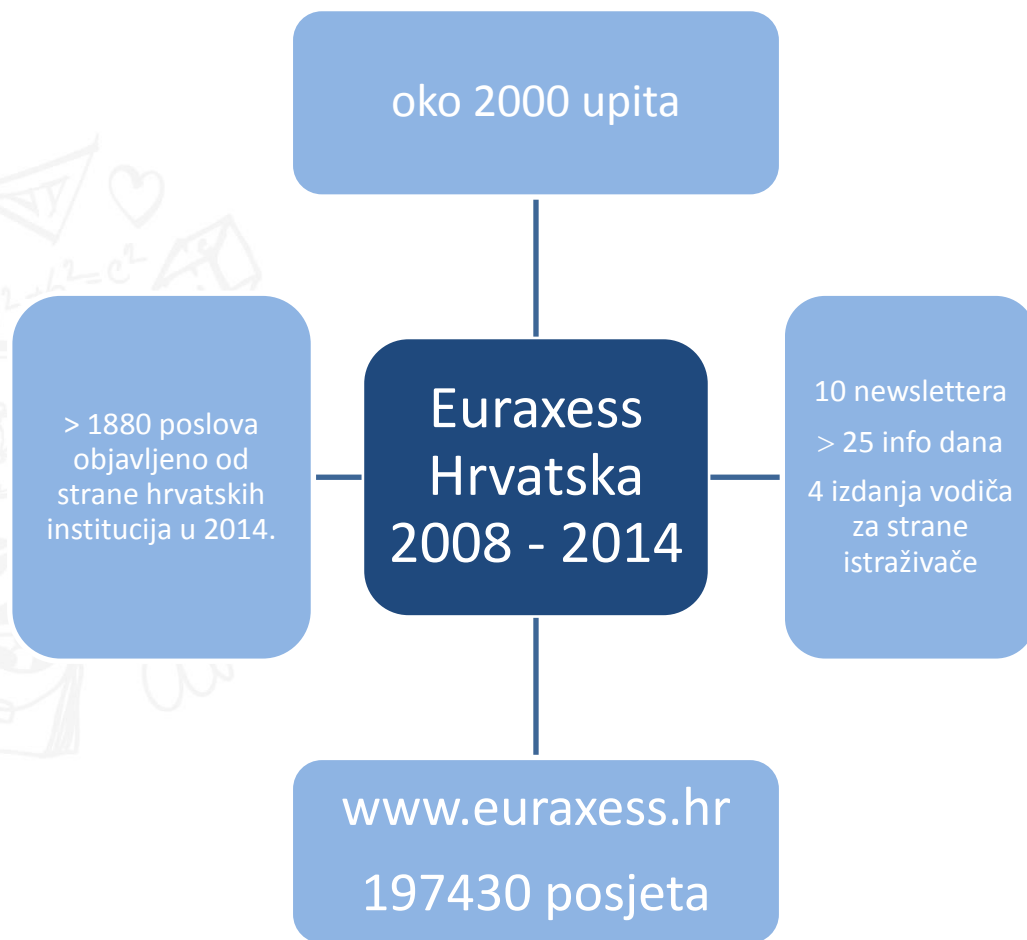 oko 2000 upita
> 1880 poslova
objavljeno od
strane hrvatskih
institucija u 2014.
Euraxess
Hrvatska
2008 - 2014
10 newslettera
> 25 info dana
4 izdanja vodiča
za strane
istraživače
www.euraxess.hr
197430 posjeta